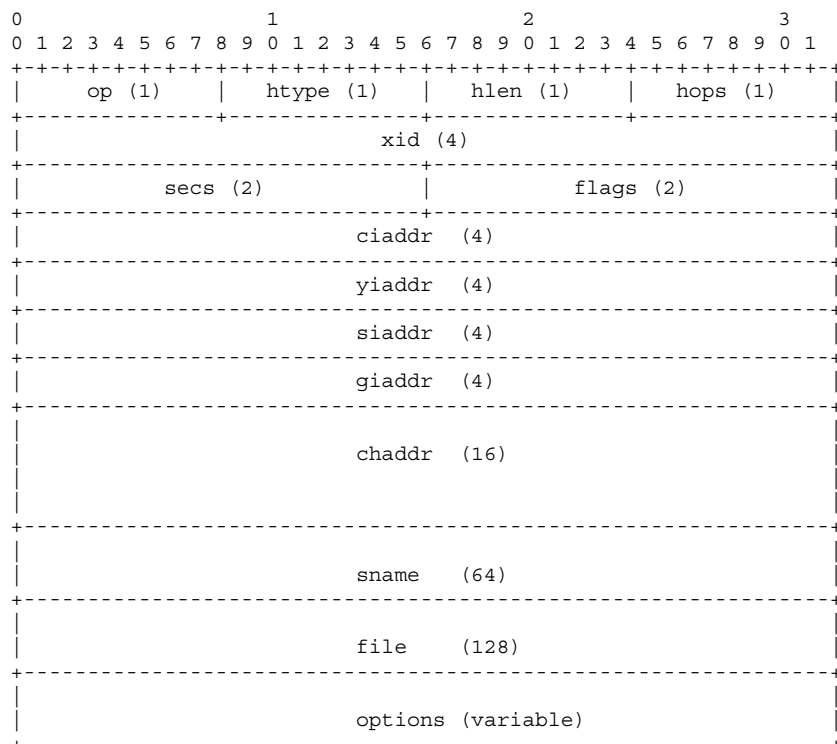 0                   1                   2                   3
0 1 2 3 4 5 6 7 8 9 0 1 2 3 4 5 6 7 8 9 0 1 2 3 4 5 6 7 8 9 0 1
+-+-+-+-+-+-+-+-+-+-+-+-+-+-+-+-+-+-+-+-+-+-+-+-+-+-+-+-+-+-+-+-+
|     op (1)    |   htype (1)   |   hlen (1)    |   hops (1)    |
+---------------+---------------+---------------+---------------+
|                            xid (4)                            |
+-------------------------------+-------------------------------+
|           secs (2)            |           flags (2)           |
+-------------------------------+-------------------------------+
|                          ciaddr  (4)                          |
+---------------------------------------------------------------+
|                          yiaddr  (4)                          |
+---------------------------------------------------------------+
|                          siaddr  (4)                          |
+---------------------------------------------------------------+
|                          giaddr  (4)                          |
+---------------------------------------------------------------+
|                                                               |
|                          chaddr  (16)                         |
|                                                               |
|                                                               |
+---------------------------------------------------------------+
|                                                               |
|                          sname   (64)                         |
+---------------------------------------------------------------+
|                                                               |
|                          file    (128)                        |
+---------------------------------------------------------------+
|                                                               |
|                          options (variable)                   |
+---------------------------------------------------------------+